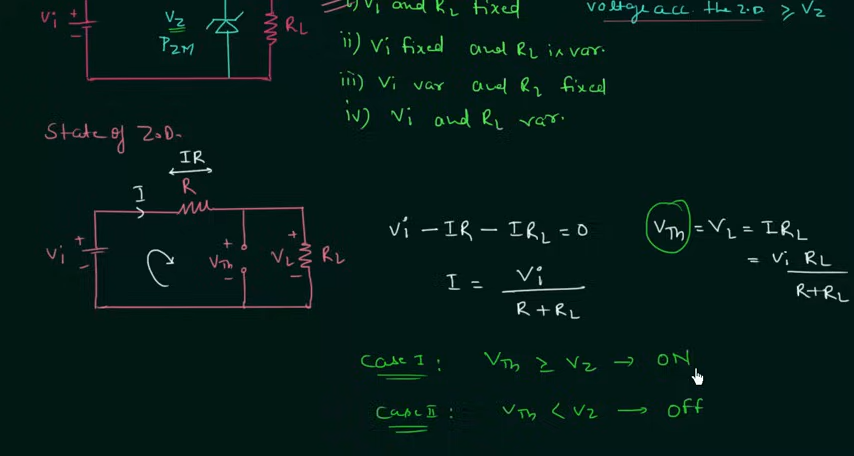 i) Vi and RL fixed
voltage acc. the Z.D. ≥ VZ
Vi + -
VZ
PZM
RL
ii) Vi fixed and RL is var.
iii) Vi var and RL fixed
iv) Vi and RL var.
State of Z.D.
IR
R
I
Vi + -
+ VTh -
+ VL -
RL
Vi - IR - IRL = 0
I = Vi / R + RL
VTh = VL = IRL
= Vi RL / R + RL
Case I : VTh ≥ VZ → ON
Case II : VTh < VZ → Off